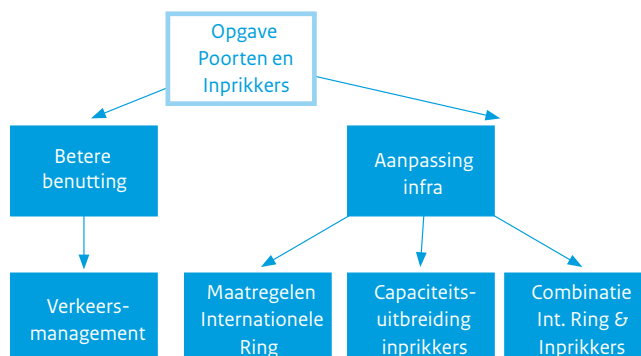 Opgave
Poorten en
Inprikkers
Betere
benutting
Aanpassing
infra
Verkeers-
management
Maatregelen
Internationele
Ring
Capaciteits-
uitbreiding
inprikkers
Combinatie
Int. Ring &
Inprikkers